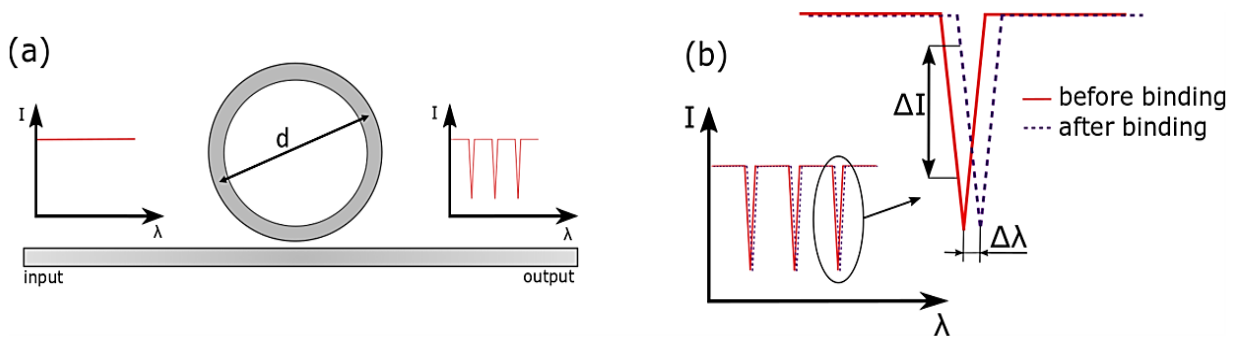 (a)
I
λ
d
I
λ
input
output
(b)
I
λ
ΔI
Δλ
before binding
after binding